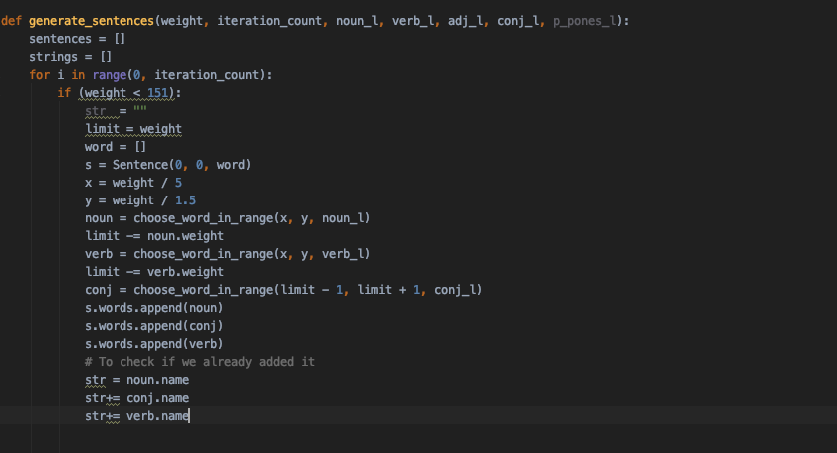 def generate_sentences(weight, iteration_count, noun_l, verb_l, adj_l, conj_l, p_pones_l):
    sentences = []
    strings = []
    for i in range(0, iteration_count):
        if (weight < 151):
            str  = ""
            limit = weight
            word = []
            s = Sentence(0, 0, word)
            x = weight / 5
            y = weight / 1.5
            noun = choose_word_in_range(x, y, noun_l)
            limit -= noun.weight
            verb = choose_word_in_range(x, y, verb_l)
            limit -= verb.weight
            conj = choose_word_in_range(limit - 1, limit + 1, conj_l)
            s.words.append(noun)
            s.words.append(conj)
            s.words.append(verb)
            # To check if we already added it
            str = noun.name
            str+= conj.name
            str+= verb.name